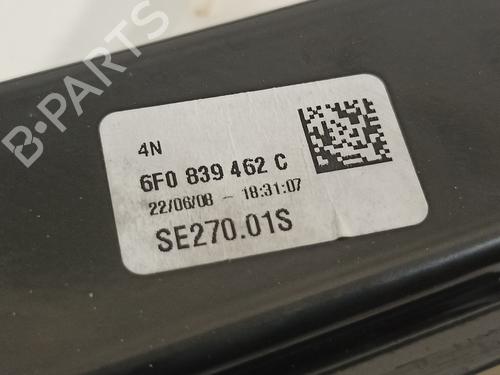 B-PARTS
4N
6F0 839 462 C
22/06/08 - 18:31:07
SE270.01S